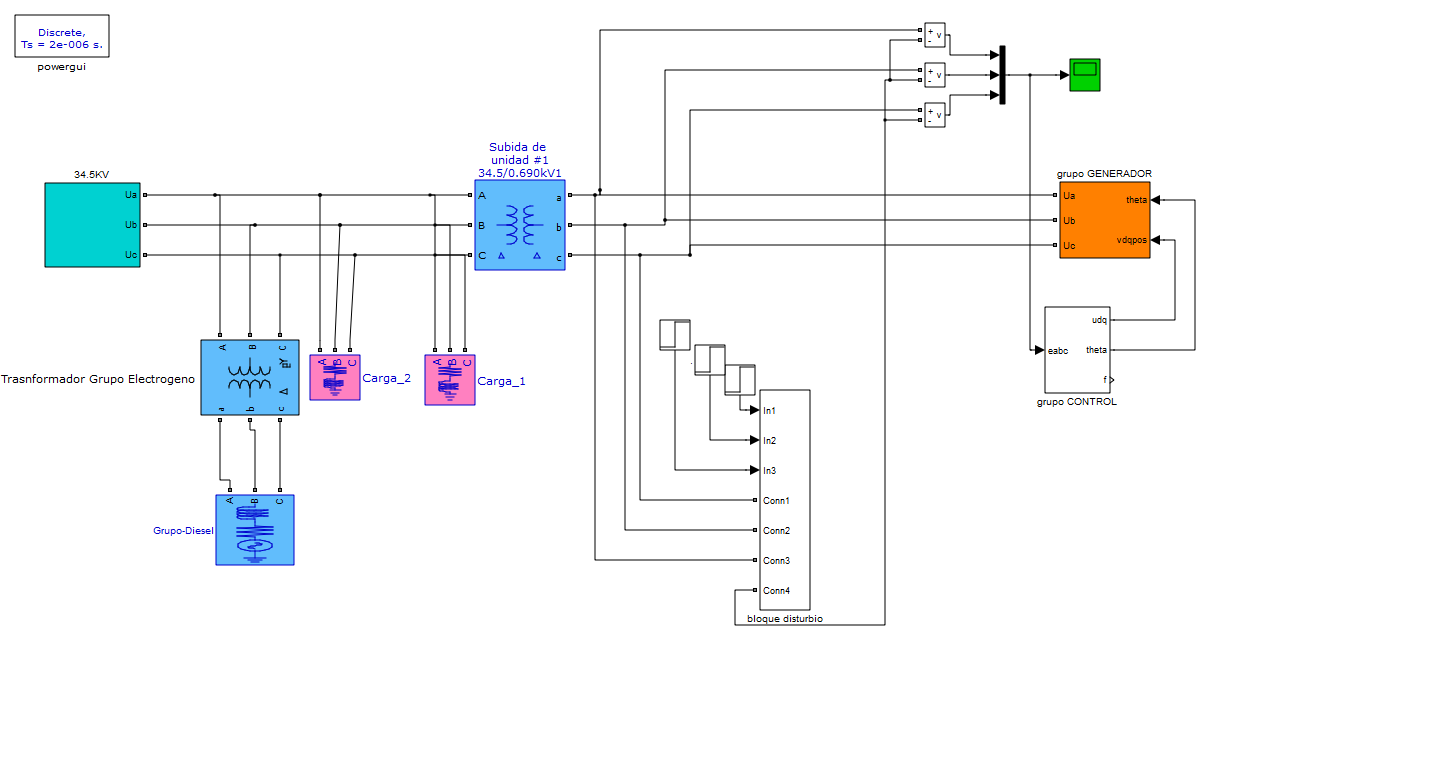 Discrete,
Ts = 2e-006 s.
powergui
+ v
-
+ v
-
+ v
-
34.5KV
Ua
Ub
Uc
Subida de
unidad #1
34.5/0.690kV1
A a
B b
C c
grupo GENERADOR
Ua theta
Ub
vdqpos
Uc
A B C
Trasnformador Grupo Electrogeno
a b c
A B C
Carga_2
A B C
Carga_1
A B C
Grupo-Diesel
udq
eabc theta
f
grupo CONTROL
In1
In2
In3
Conn1
Conn2
Conn3
Conn4
bloque disturbio